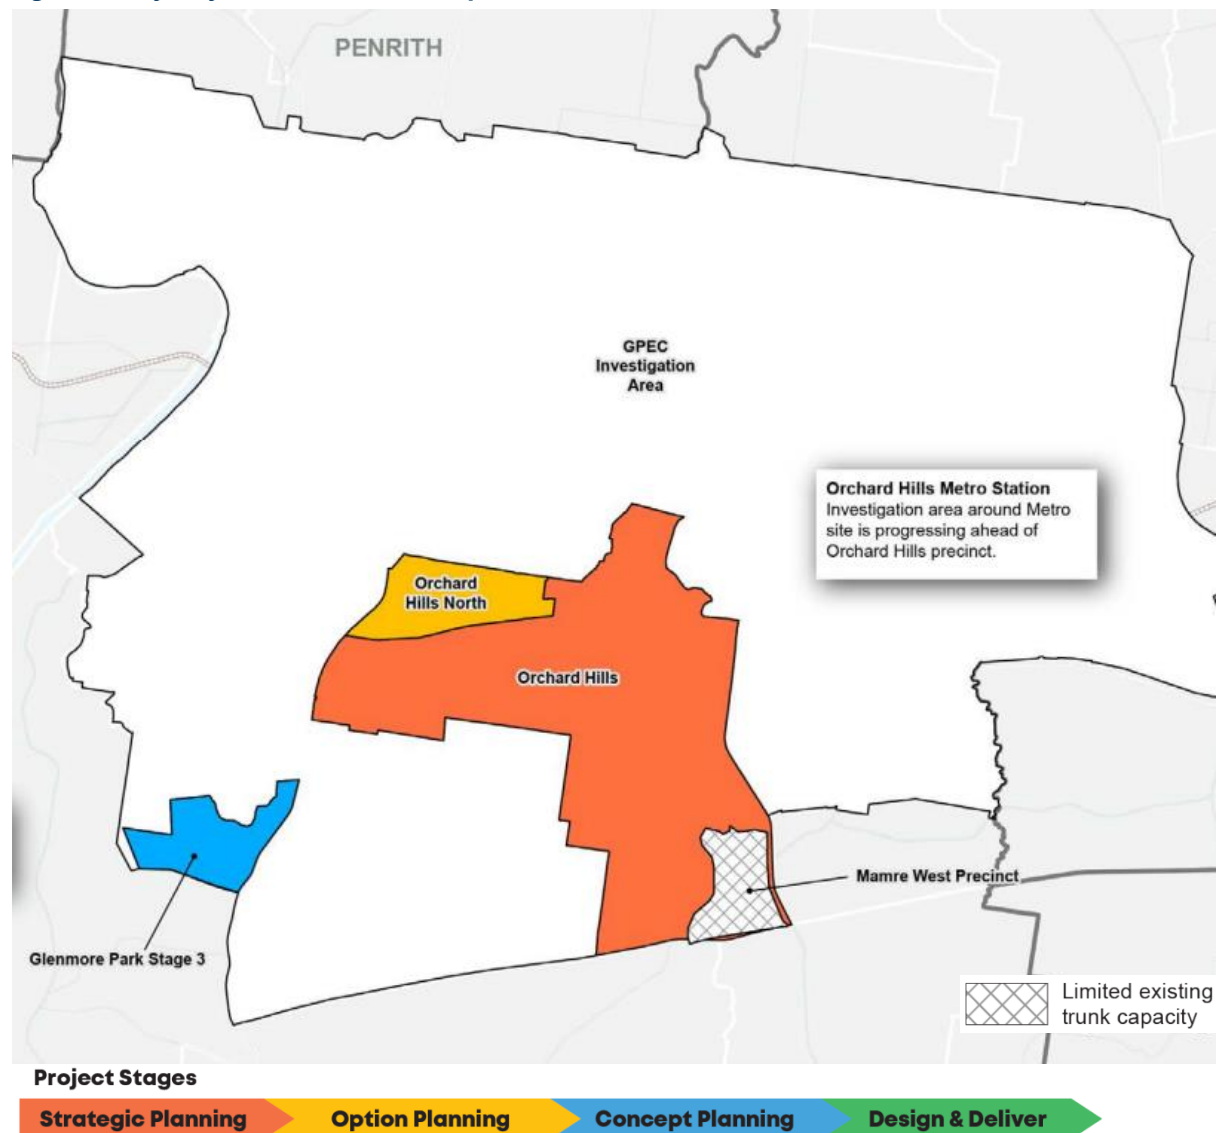 PENRITH
GPEC
Investigation
Area
Orchard Hills Metro Station
Investigation area around Metro
site is progressing ahead of
Orchard Hills precinct.
Orchard
Hills North
Orchard Hills
Mamre West Precinct
Glenmore Park Stage 3
Limited existing
trunk capacity
Project Stages
Strategic Planning
Option Planning
Concept Planning
Design & Deliver